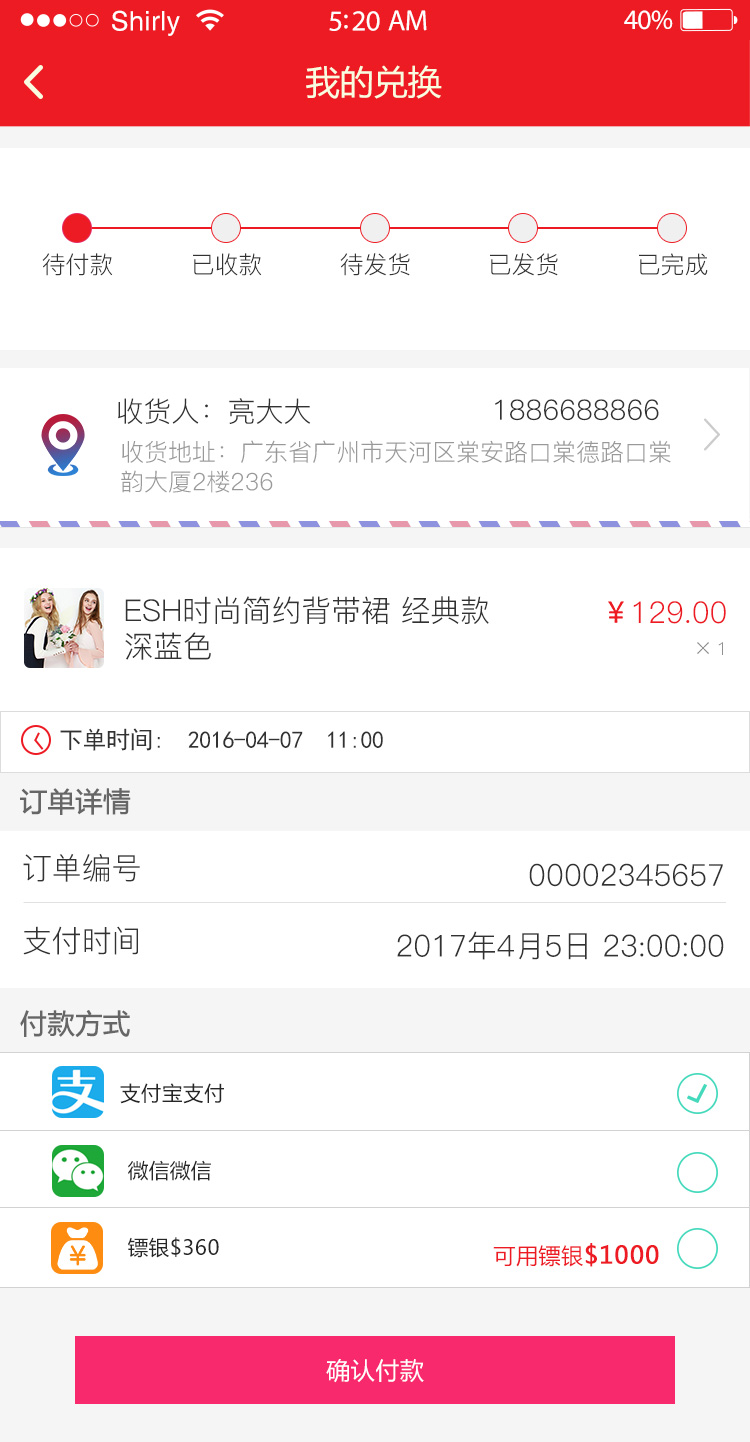 Shirly 5:20 AM 40%
我的兑换
待付款 已收款 待发货 已发货 已完成
收货人：亮大大 1886688866
收货地址：广东省广州市天河区棠安路口棠德路口棠
韵大厦2楼236
ESH时尚简约背带裙 经典款 ¥129.00
深蓝色 ×1
下单时间： 2016-04-07 11:00
订单详情
订单编号 00002345657
支付时间 2017年4月5日 23:00:00
付款方式
支 支付宝支付
微信微信
¥ 镖银$360 可用镖银$1000
确认付款